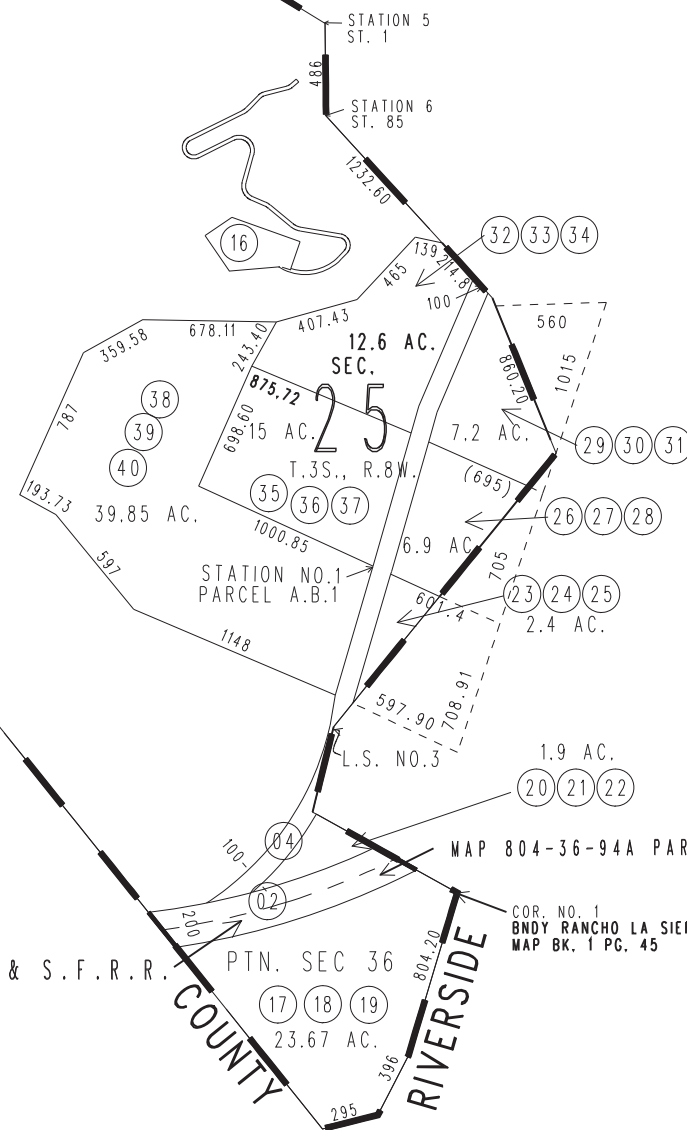 STATION 5
ST. 1
486
STATION 6
ST. 85
1232.60
16
32 33 34
139
214.8
465
100
407.43
678.11
359.58
243.40
12.6 AC.
SEC.
25
875.72
560
1015
860.20
787
38
39
40
698.60
15 AC.
7.2 AC.
29 30 31
T.3S., R.8W.
(695)
193.73
39.85 AC.
35 36 37
26 27 28
1000.85
6.9 AC
705
597
STATION NO.1
PARCEL A.B.1
601.4
23 24 25
2.4 AC.
1148
597.90
708.91
L.S. NO.3
1.9 AC.
20 21 22
04
100
MAP 804-36-94A PAR
02
200
COR. NO. 1
BNDY RANCHO LA SIE
MAP BK. 1 PG. 45
804.20
& S.F.R.R.
PTN. SEC 36
17 18 19
23.67 AC.
COUNTY
RIVERSIDE
396
295